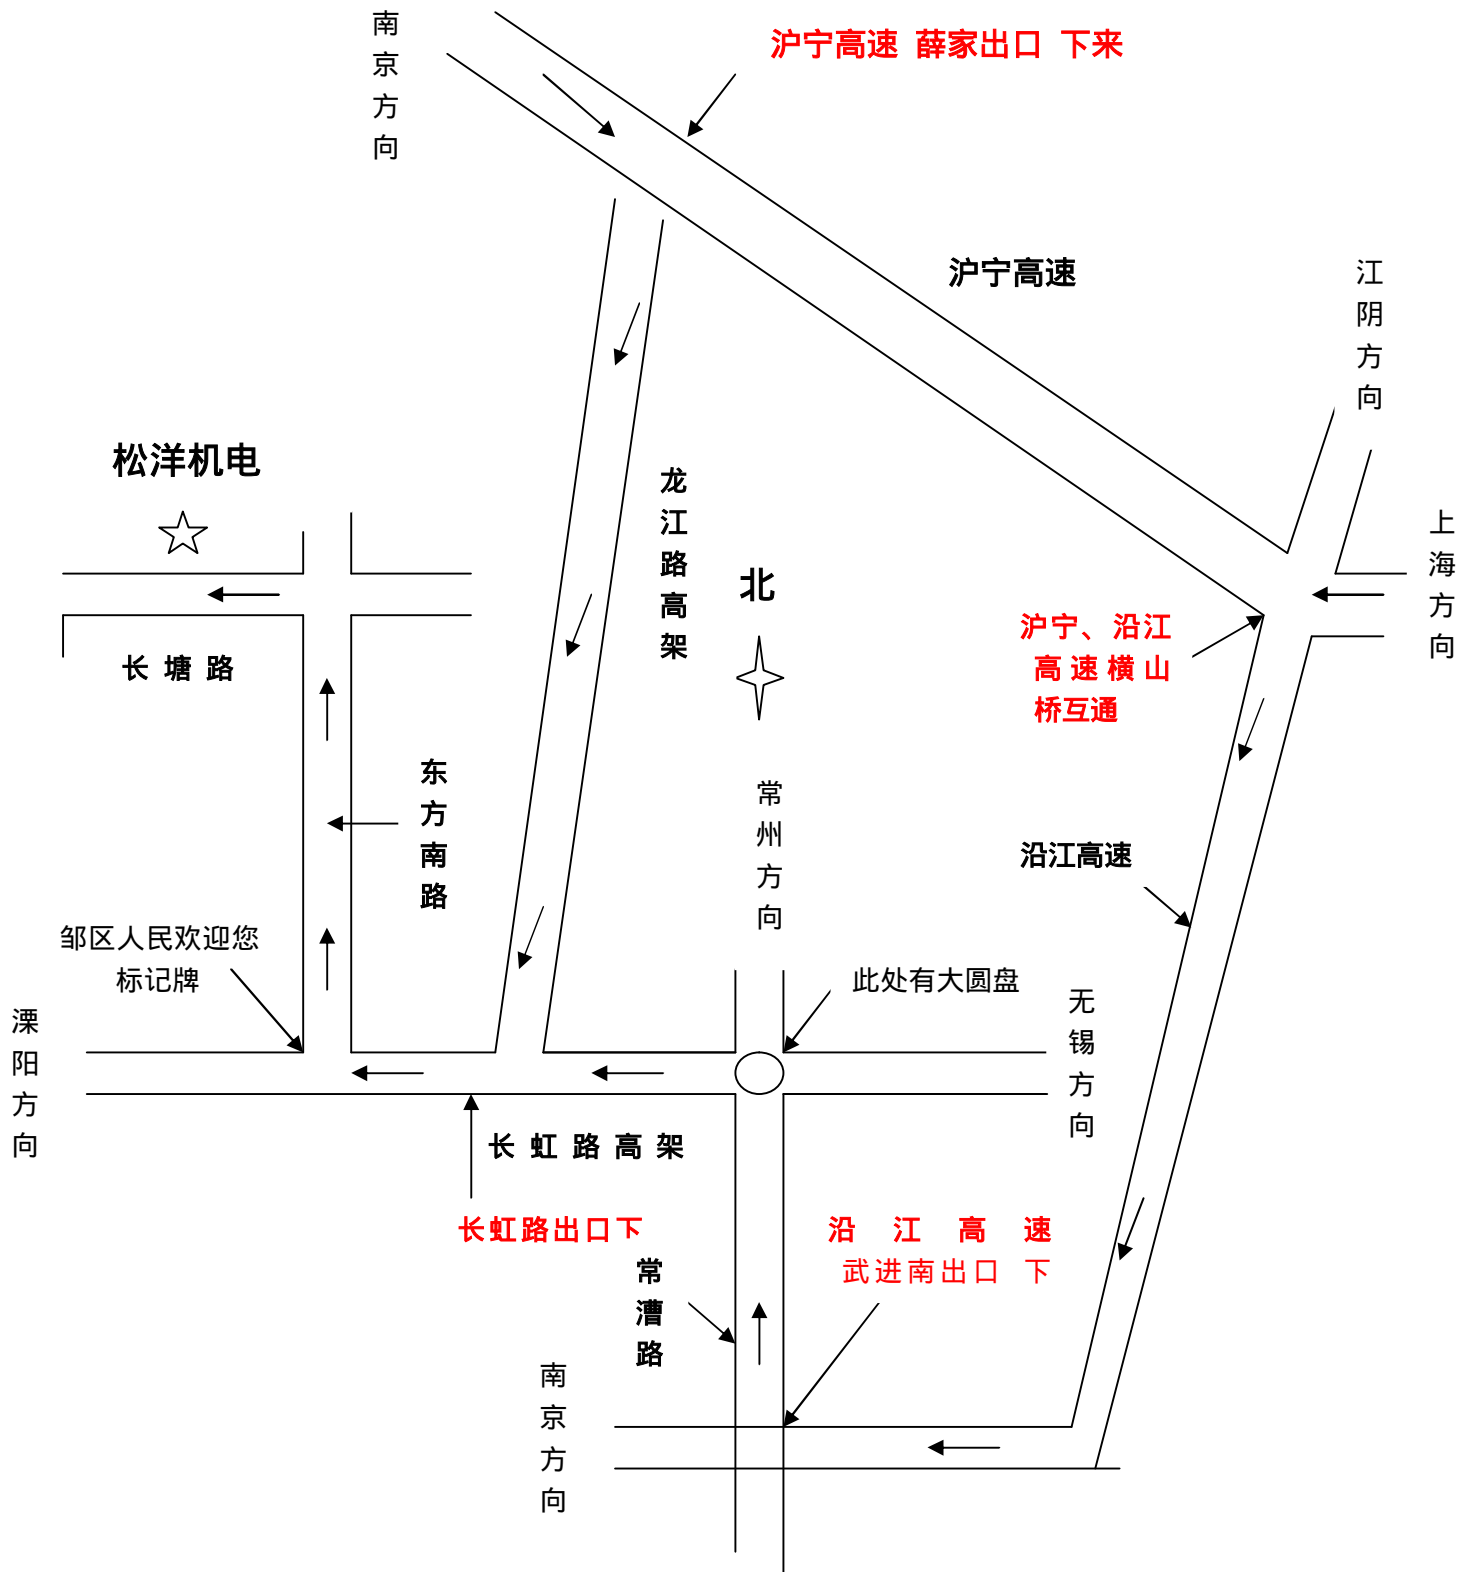 南京方向
沪宁高速 薛家出口 下来
沪宁高速
江阴方向
松洋机电
龙江路高架
上海方向
北
沪宁、沿江
高速横山
桥互通
长塘路
东方南路
常州方向
沿江高速
邹区人民欢迎您
标记牌
此处有大圆盘
无锡方向
溧阳方向
长虹路高架
长虹路出口下
沿江高速
武进南出口 下
常漕路
南京方向